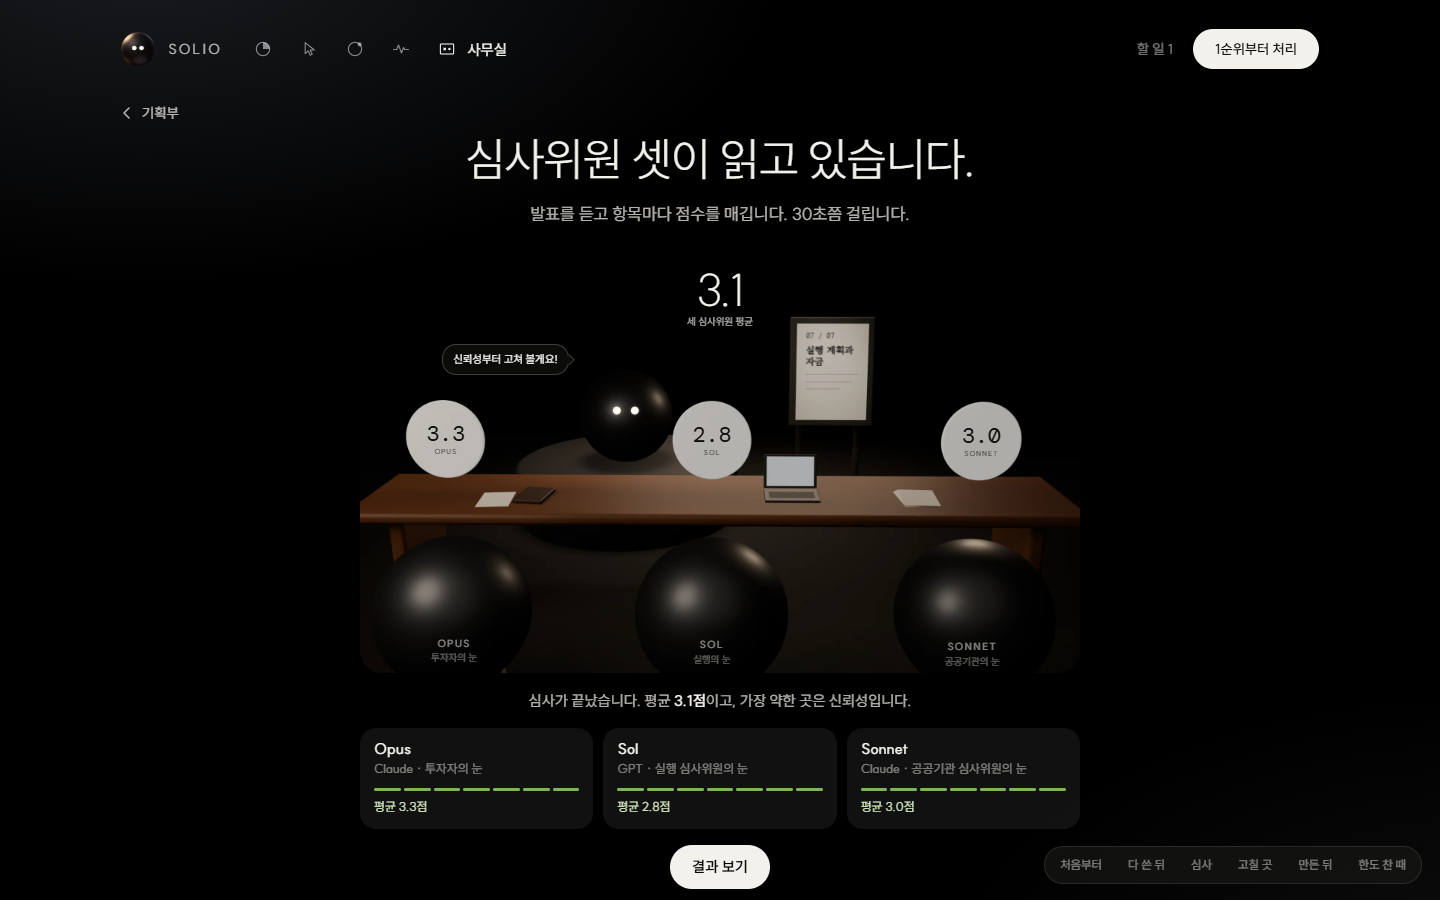 SOLIO
사무실
할 일 1
1순위부터 처리
기획부
심사위원 셋이 읽고 있습니다.
발표를 듣고 항목마다 점수를 매깁니다. 30초쯤 걸립니다.
3.1
세 심사위원 평균
07 / 07
실행 계획과
자금
신뢰성부터 고쳐 볼게요!
3.3
OPUS
2.8
SOL
3.0
SONNET
OPUS
투자자의 눈
SOL
실행의 눈
SONNET
공공기관의 눈
심사가 끝났습니다. 평균 3.1점이고, 가장 약한 곳은 신뢰성입니다.
Opus
Claude · 투자자의 눈
평균 3.3점
Sol
GPT · 실행 심사위원의 눈
평균 2.8점
Sonnet
Claude · 공공기관 심사위원의 눈
평균 3.0점
결과 보기
처음부터
다 쓴 뒤
심사
고칠 곳
만든 뒤
한도 찬 때